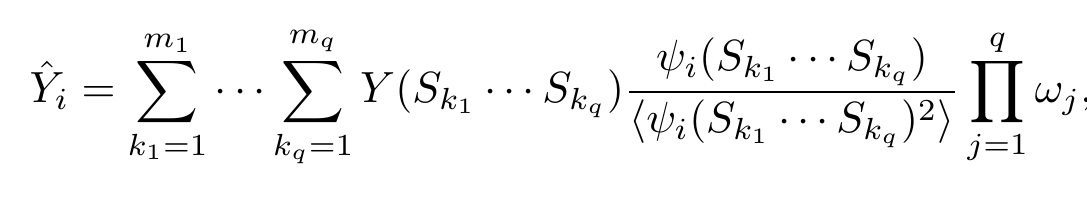 \hat{Y}_i = \sum_{k_1=1}^{m_1} \cdots \sum_{k_q=1}^{m_q} Y(S_{k_1} \cdots S_{k_q}) \frac{\psi_i(S_{k_1} \cdots S_{k_q})}{\langle \psi_i(S_{k_1} \cdots S_{k_q})^2 \rangle} \prod_{j=1}^{q} \omega_j,